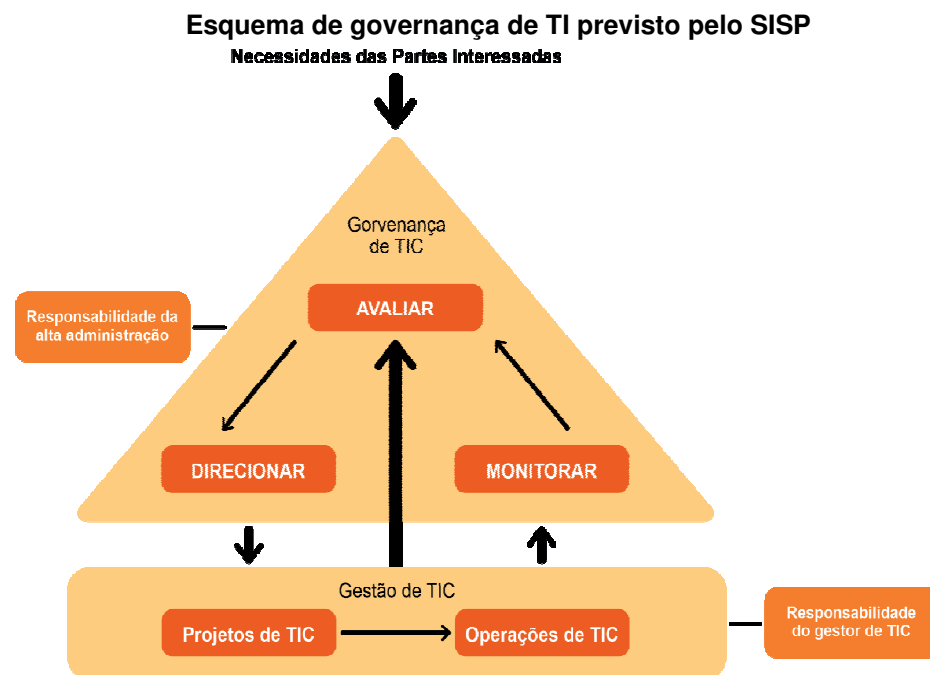 Esquema de governança de TI previsto pelo SISP
Necessidades das Partes Interessadas
Gorvenança
de TIC
AVALIAR
Responsabilidade da
alta administração
DIRECIONAR
MONITORAR
Gestão de TIC
Projetos de TIC
Operações de TIC
Responsabilidade
do gestor de TIC